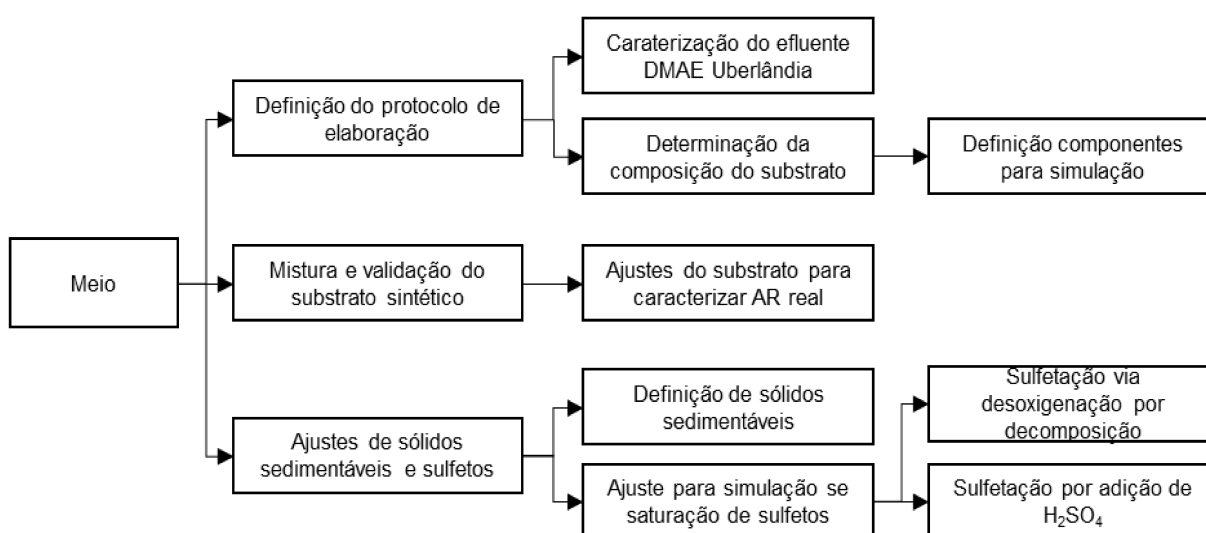 Caraterização do efluente
DMAE Uberlândia
Definição do protocolo de
elaboração
Determinação da
composição do substrato
Definição componentes
para simulação
Meio
Mistura e validação do
substrato sintético
Ajustes do substrato para
caracterizar AR real
Sulfetação via
desoxigenação por
decomposição
Definição de sólidos
sedimentáveis
Ajustes de sólidos
sedimentáveis e sulfetos
Ajuste para simulação se
saturação de sulfetos
Sulfetação por adição de
H₂SO₄